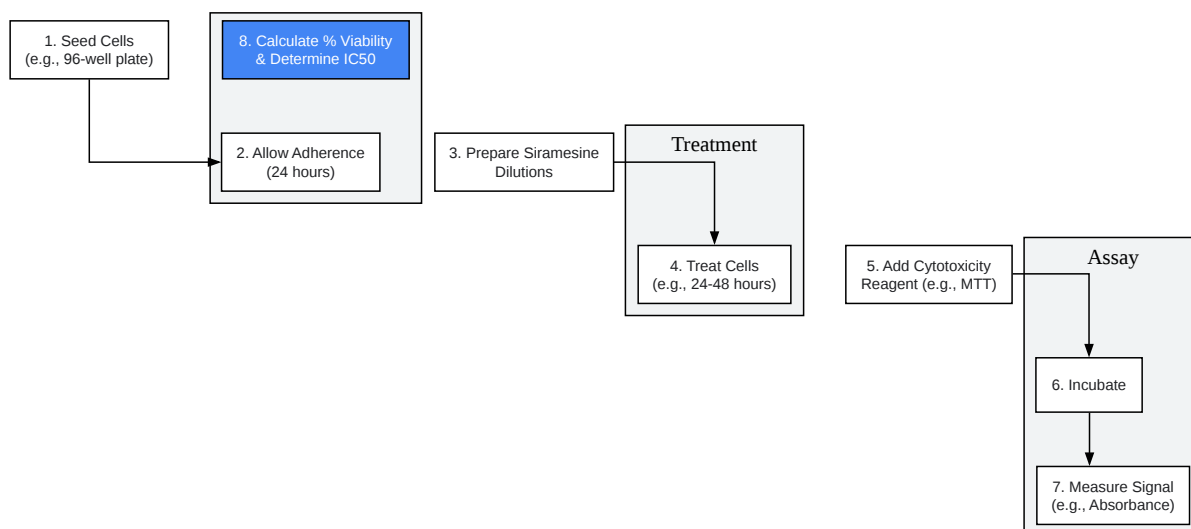 1. Seed Cells
(e.g., 96-well plate)
8. Calculate % Viability
& Determine IC50
2. Allow Adherence
(24 hours)
3. Prepare Siramesine
Dilutions
Treatment
4. Treat Cells
(e.g., 24-48 hours)
5. Add Cytotoxicity
Reagent (e.g., MTT)
Assay
6. Incubate
7. Measure Signal
(e.g., Absorbance)